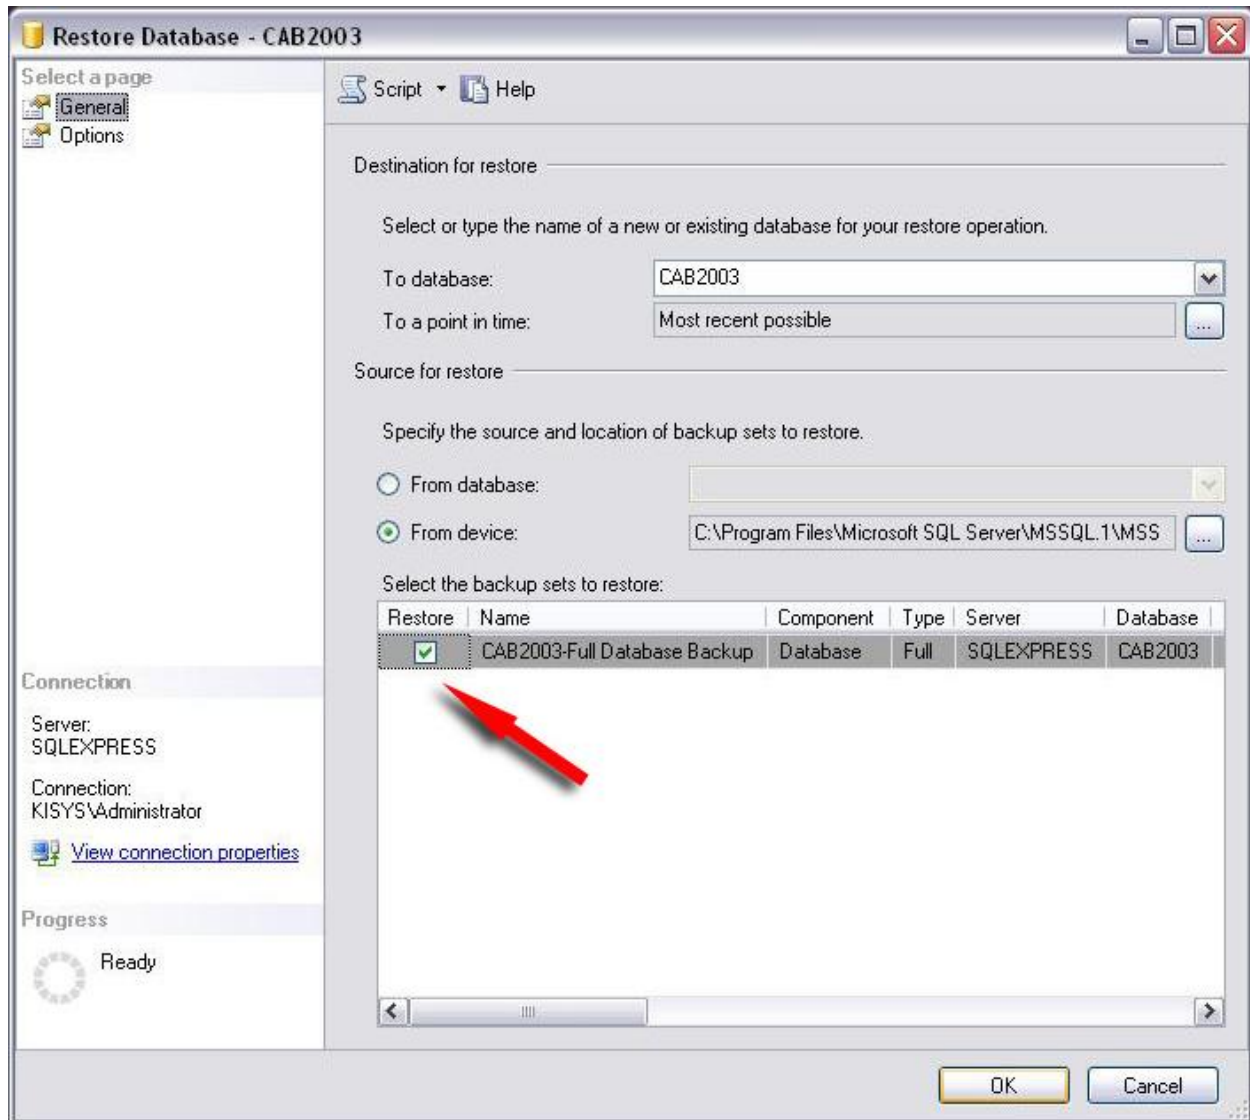 Restore Database - CAB2003
Select a page
General
Options
Script Help
Destination for restore
Select or type the name of a new or existing database for your restore operation.
To database: CAB2003
To a point in time: Most recent possible ...
Source for restore
Specify the source and location of backup sets to restore.
From database:
From device: C:\Program Files\Microsoft SQL Server\MSSQL.1\MSS ...
Select the backup sets to restore:
Restore Name Component Type Server Database
CAB2003-Full Database Backup Database Full SQLEXPRESS CAB2003
Connection
Server:
SQLEXPRESS
Connection:
KISYS\Administrator
View connection properties
Progress
Ready
OK Cancel